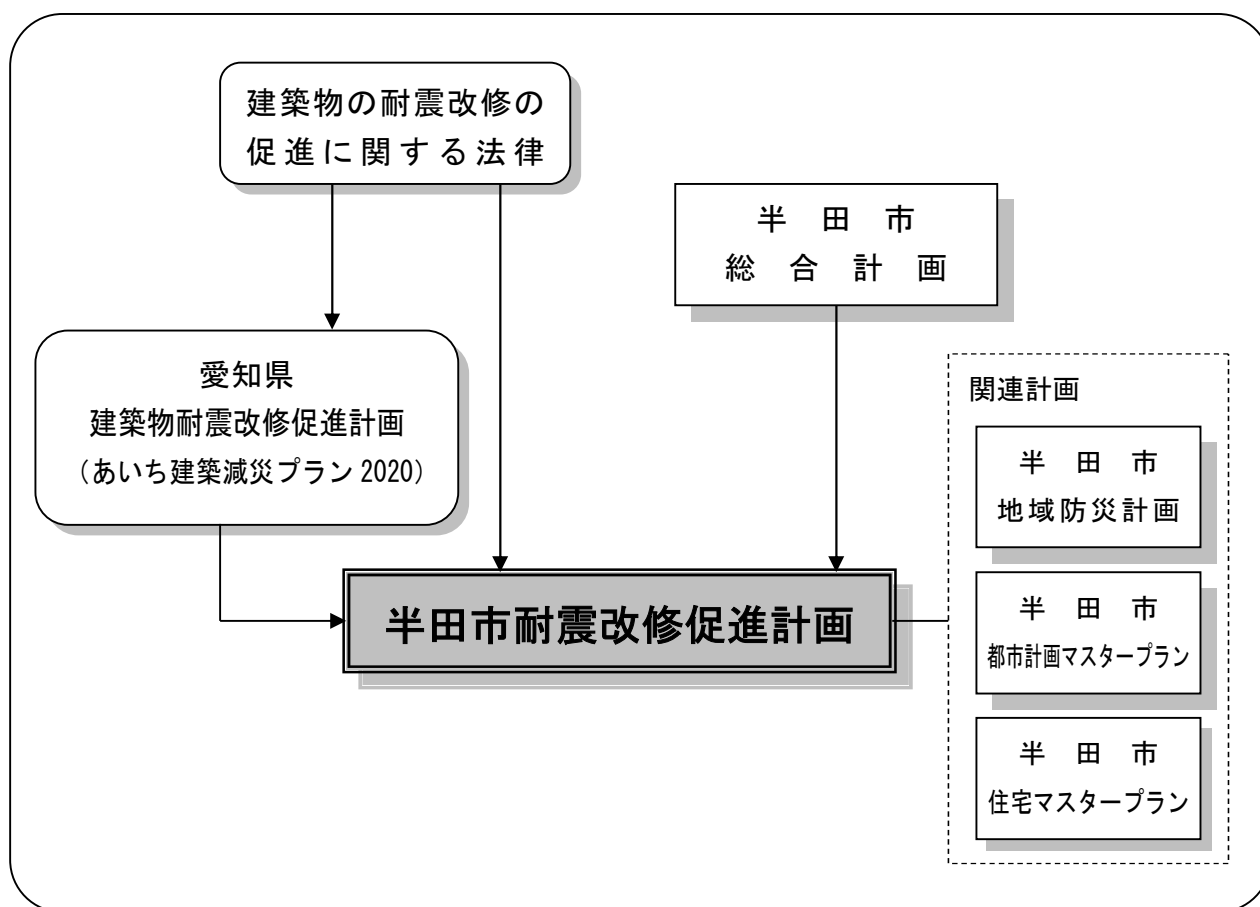 建築物の耐震改修の
促進に関する法律
半田市
総合計画
愛知県
建築物耐震改修促進計画
（あいち建築減災プラン2020）
関連計画
半田市
地域防災計画
半田市耐震改修促進計画
半田市
都市計画マスタープラン
半田市
住宅マスタープラン